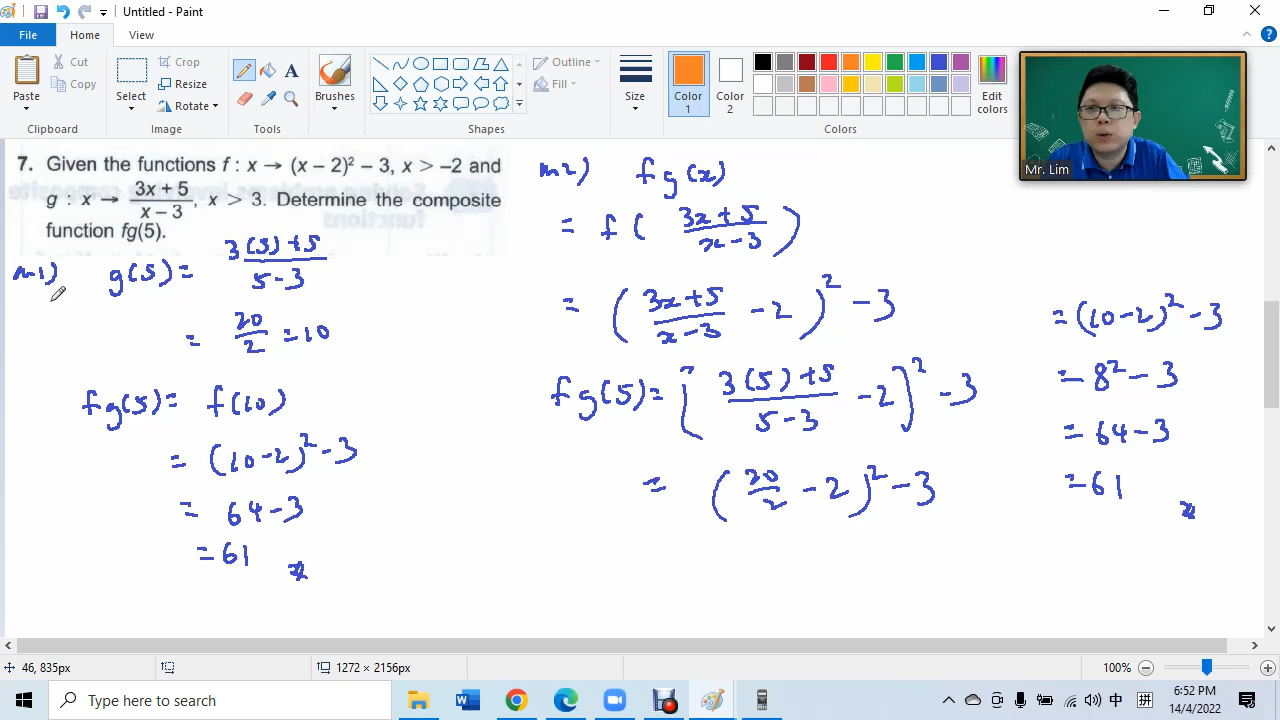 Untitled - Paint
File Home View
Paste Cut Copy Clipboard
Select Crop Resize Rotate Image
Tools
Brushes
Outline Fill Shapes
Size
Color 1 Color 2 Edit colors Colors
Mr. Lim
7. Given the functions f : x → (x − 2)² − 3, x > −2 and
g : x → (3x + 5)/(x − 3), x > 3. Determine the composite
function fg(5).
m1) g(5) = (3(5)+5)/(5-3)
= 20/2 = 10
fg(5) = f(10)
= (10-2)² - 3
= 64 - 3
= 61
m2) fg(x)
= f( (3x+5)/(x-3) )
= ( (3x+5)/(x-3) - 2 )² - 3
fg(5) = [ (3(5)+5)/(5-3) - 2 ]² - 3
= ( 20/2 - 2 )² - 3
= (10-2)² - 3
= 8² - 3
= 64 - 3
= 61
46, 835px
1272 × 2156px
100%
Type here to search
中
拼
6:52 PM
14/4/2022